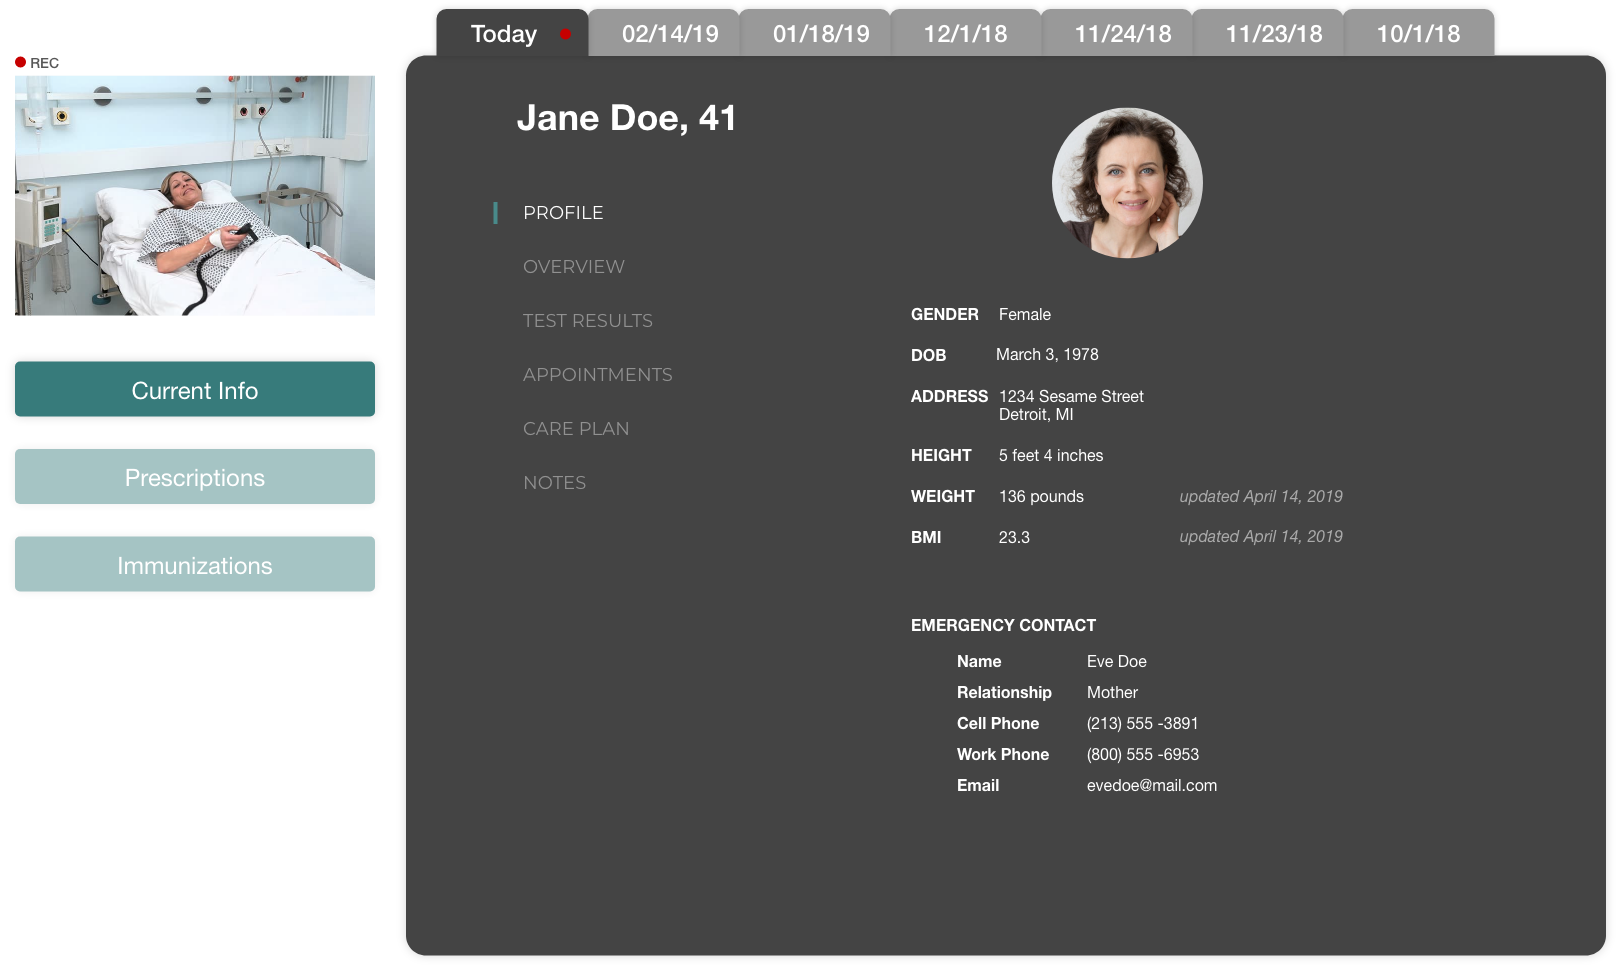 Today
02/14/19
01/18/19
12/1/18
11/24/18
11/23/18
10/1/18
REC
Current Info
Prescriptions
Immunizations
Jane Doe, 41
PROFILE
OVERVIEW
TEST RESULTS
APPOINTMENTS
CARE PLAN
NOTES
GENDER Female
DOB March 3, 1978
ADDRESS 1234 Sesame Street
Detroit, MI
HEIGHT 5 feet 4 inches
WEIGHT 136 pounds updated April 14, 2019
BMI 23.3 updated April 14, 2019
EMERGENCY CONTACT
Name Eve Doe
Relationship Mother
Cell Phone (213) 555 -3891
Work Phone (800) 555 -6953
Email evedoe@mail.com